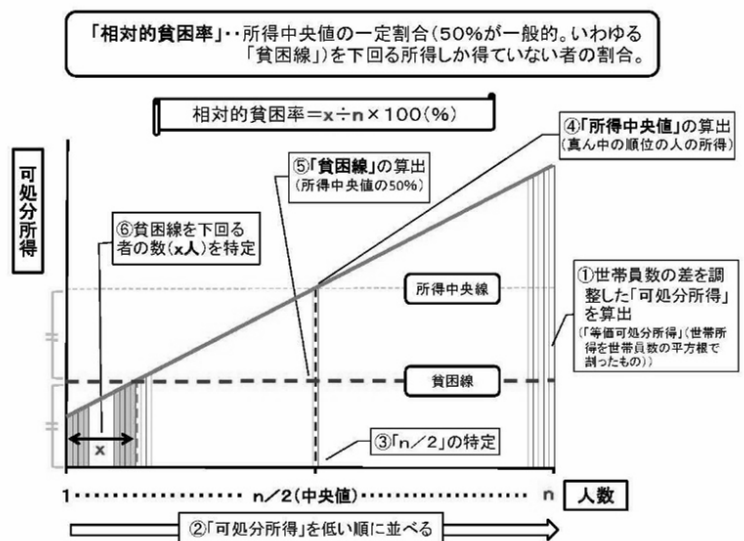 「相対的貧困率」‥所得中央値の一定割合(50%が一般的。いわゆる
「貧困線」)を下回る所得しか得ていない者の割合。
相対的貧困率＝x÷n×100(%)
④「所得中央値」の算出
(真ん中の順位の人の所得)
可処分所得
⑤「貧困線」の算出
(所得中央値の50%)
⑥貧困線を下回る
者の数(x人)を特定
所得中央線
①世帯員数の差を調
整した「可処分所得」
を算出
(「等価可処分所得」(世帯所
得を世帯員数の平方根で
割ったもの))
貧困線
x
③「n／2」の特定
1 n／2(中央値) n 人数
②「可処分所得」を低い順に並べる